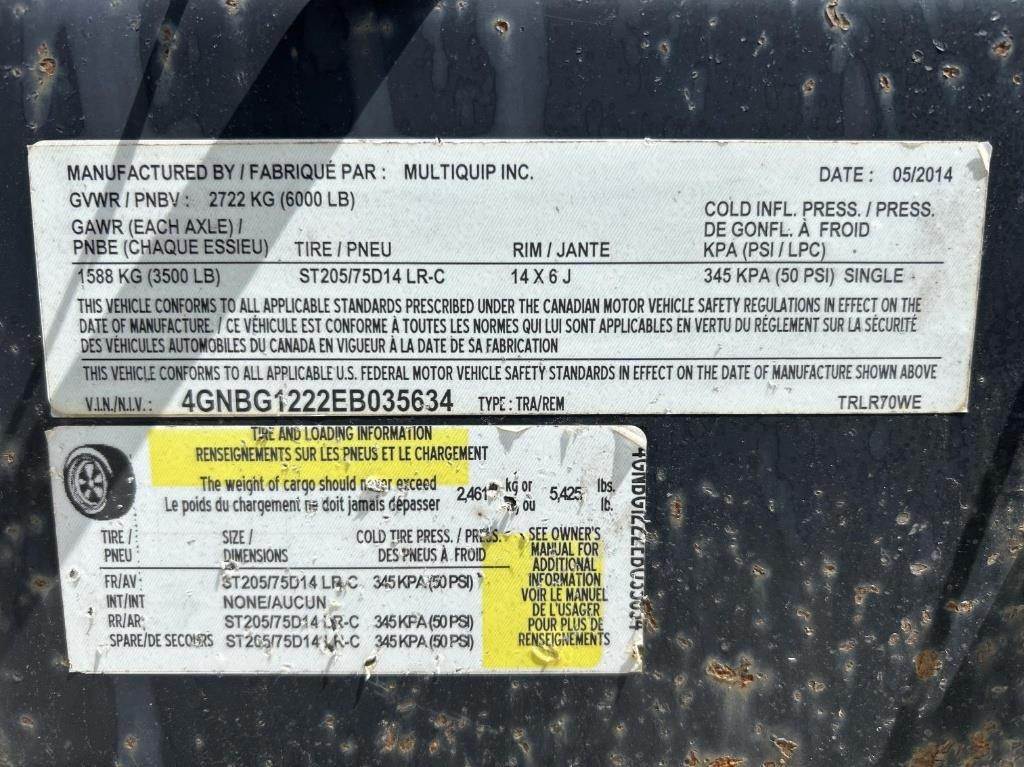 MANUFACTURED BY / FABRIQUÉ PAR : MULTIQUIP INC. DATE : 05/2014
GVWR / PNBV : 2722 KG (6000 LB)
GAWR (EACH AXLE) /
PNBE (CHAQUE ESSIEU) TIRE / PNEU RIM / JANTE COLD INFL. PRESS. / PRESS.
DE GONFL. À FROID
KPA (PSI / LPC)
1588 KG (3500 LB) ST205/75D14 LR-C 14 X 6 J 345 KPA (50 PSI) SINGLE
THIS VEHICLE CONFORMS TO ALL APPLICABLE STANDARDS PRESCRIBED UNDER THE CANADIAN MOTOR VEHICLE SAFETY REGULATIONS IN EFFECT ON THE
DATE OF MANUFACTURE. / CE VÉHICULE EST CONFORME À TOUTES LES NORMES QUI LUI SONT APPLICABLES EN VERTU DU RÉGLEMENT SUR LA SÉCURITÉ
DES VÉHICULES AUTOMOBILES DU CANADA EN VIGUEUR À LA DATE DE SA FABRICATION
THIS VEHICLE CONFORMS TO ALL APPLICABLE U.S. FEDERAL MOTOR VEHICLE SAFETY STANDARDS IN EFFECT ON THE DATE OF MANUFACTURE SHOWN ABOVE
V.I.N./N.I.V.: 4GNBG1222EB035634 TYPE : TRA/REM TRLR70WE
TIRE AND LOADING INFORMATION
RENSEIGNEMENTS SUR LES PNEUS ET LE CHARGEMENT
The weight of cargo should never exceed
Le poids du chargement ne doit jamais dépasser
2,461 kg or 5,425 lbs.
ou lb.
TIRE / SIZE / COLD TIRE PRESS. / PRESS.
PNEU DIMENSIONS DES PNEUS À FROID
FR/AV: ST205/75D14 LR-C 345 KPA (50 PSI)
INT/INT NONE/AUCUN
RR/AR: ST205/75D14 LR-C 345 KPA (50 PSI)
SPARE/DE SECOURS ST205/75D14 LR-C 345 KPA (50 PSI)
SEE OWNER'S
MANUAL FOR
ADDITIONAL
INFORMATION
VOIR LE MANUEL
DE L'USAGER
POUR PLUS DE
RENSEIGNEMENTS